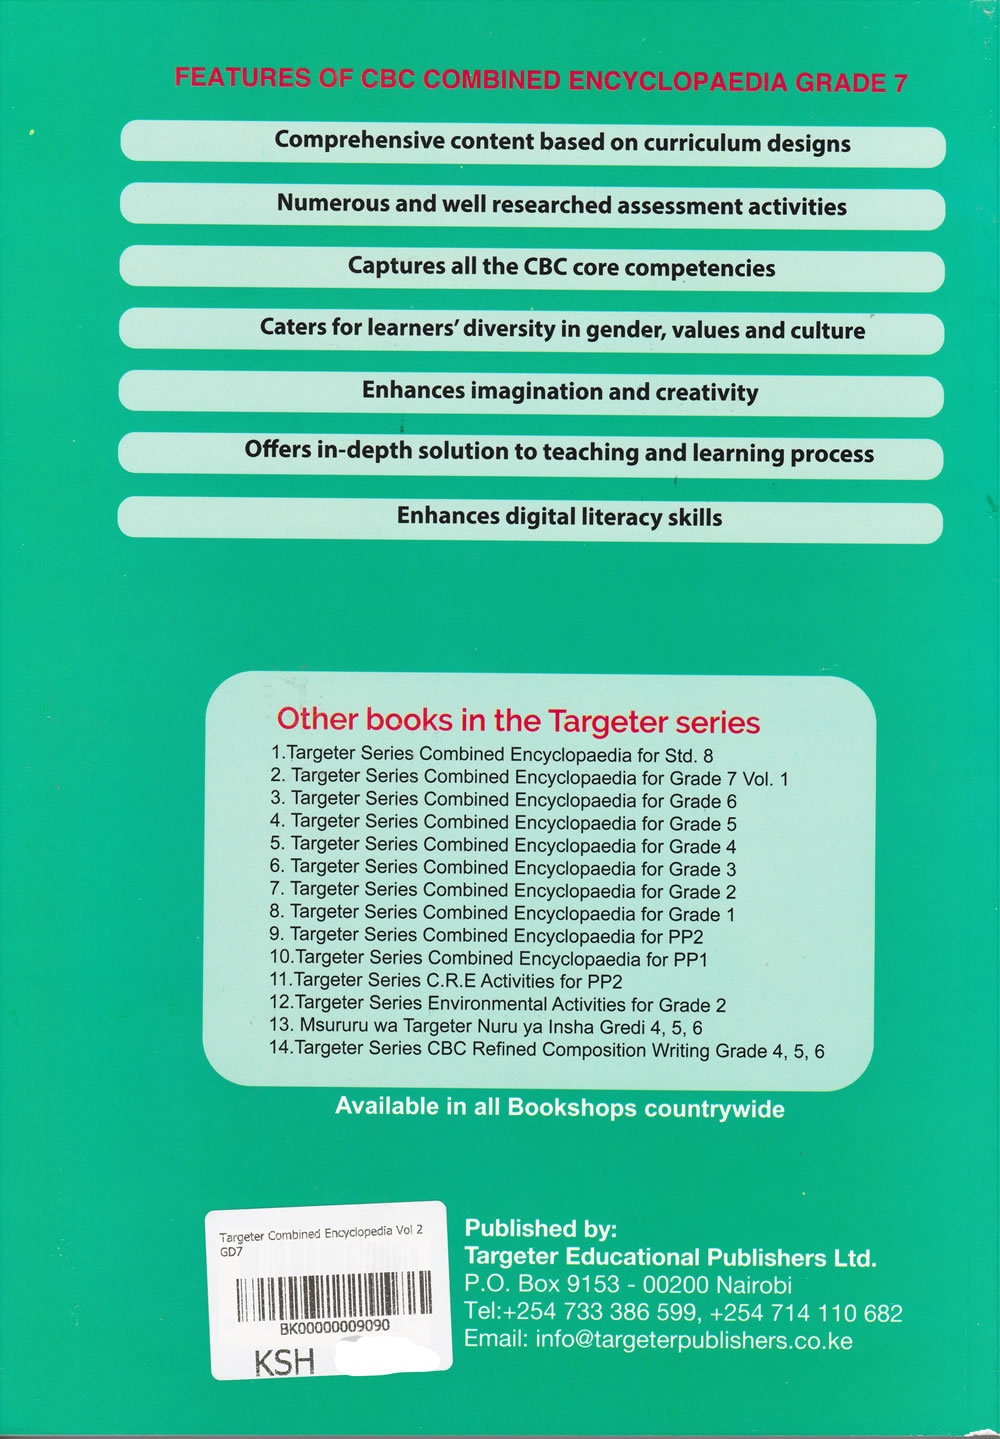 FEATURES OF CBC COMBINED ENCYCLOPAEDIA GRADE 7
Comprehensive content based on curriculum designs
Numerous and well researched assessment activities
Captures all the CBC core competencies
Caters for learners' diversity in gender, values and culture
Enhances imagination and creativity
Offers in-depth solution to teaching and learning process
Enhances digital literacy skills
Other books in the Targeter series
1.Targeter Series Combined Encyclopaedia for Std. 8
2. Targeter Series Combined Encyclopaedia for Grade 7 Vol. 1
3. Targeter Series Combined Encyclopaedia for Grade 6
4. Targeter Series Combined Encyclopaedia for Grade 5
5. Targeter Series Combined Encyclopaedia for Grade 4
6. Targeter Series Combined Encyclopaedia for Grade 3
7. Targeter Series Combined Encyclopaedia for Grade 2
8. Targeter Series Combined Encyclopaedia for Grade 1
9. Targeter Series Combined Encyclopaedia for PP2
10.Targeter Series Combined Encyclopaedia for PP1
11.Targeter Series C.R.E Activities for PP2
12.Targeter Series Environmental Activities for Grade 2
13. Msururu wa Targeter Nuru ya Insha Gredi 4, 5, 6
14.Targeter Series CBC Refined Composition Writing Grade 4, 5, 6
Available in all Bookshops countrywide
Targeter Combined Encyclopedia Vol 2
GD7
BK00000009090
KSH
Published by:
Targeter Educational Publishers Ltd.
P.O. Box 9153 - 00200 Nairobi
Tel:+254 733 386 599, +254 714 110 682
Email: info@targeterpublishers.co.ke